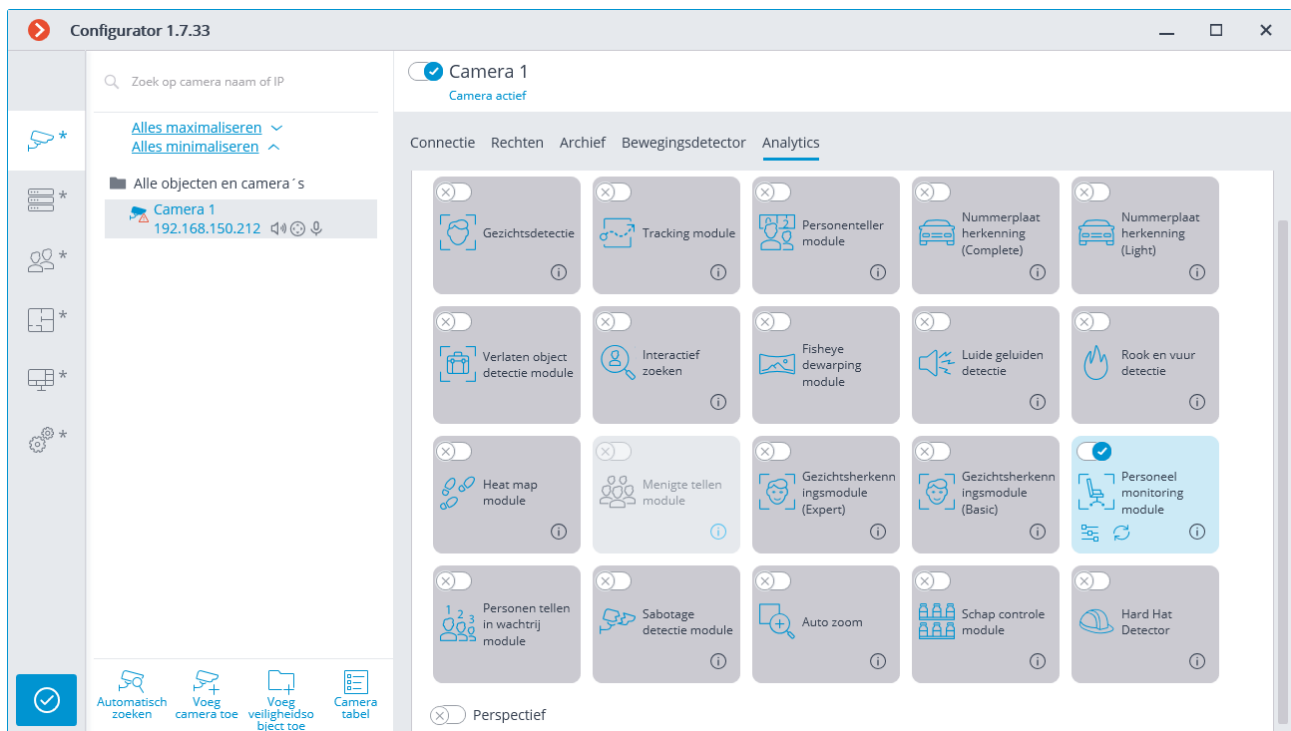 Configurator 1.7.33
Zoek op camera naam of IP
Alles maximaliseren
Alles minimaliseren
Alle objecten en camera´s
Camera 1
192.168.150.212
Automatisch
zoeken
Voeg
camera toe
Voeg
veiligheidso
bject toe
Camera
tabel
Camera 1
Camera actief
Connectie Rechten Archief Bewegingsdetector Analytics
Gezichtsdetectie
Tracking module
Personenteller
module
Nummerplaat
herkenning
(Complete)
Nummerplaat
herkenning
(Light)
Verlaten object
detectie module
Interactief
zoeken
Fisheye
dewarping
module
Luide geluiden
detectie
Rook en vuur
detectie
Heat map
module
Menigte tellen
module
Gezichtsherkenn
ingsmodule
(Expert)
Gezichtsherkenn
ingsmodule
(Basic)
Personeel
monitoring
module
1 2 3
Personen tellen
in wachtrij
module
Sabotage
detectie module
Auto zoom
Schap controle
module
Hard Hat
Detector
Perspectief